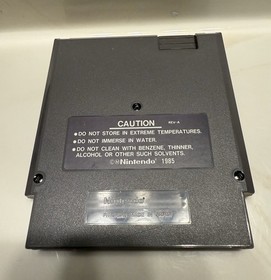 CAUTION REV-A
● DO NOT STORE IN EXTREME TEMPERATURES.
● DO NOT IMMERSE IN WATER.
● DO NOT CLEAN WITH BENZENE, THINNER,
ALCOHOL OR OTHER SUCH SOLVENTS.
©®Nintendo® 1985
Nintendo